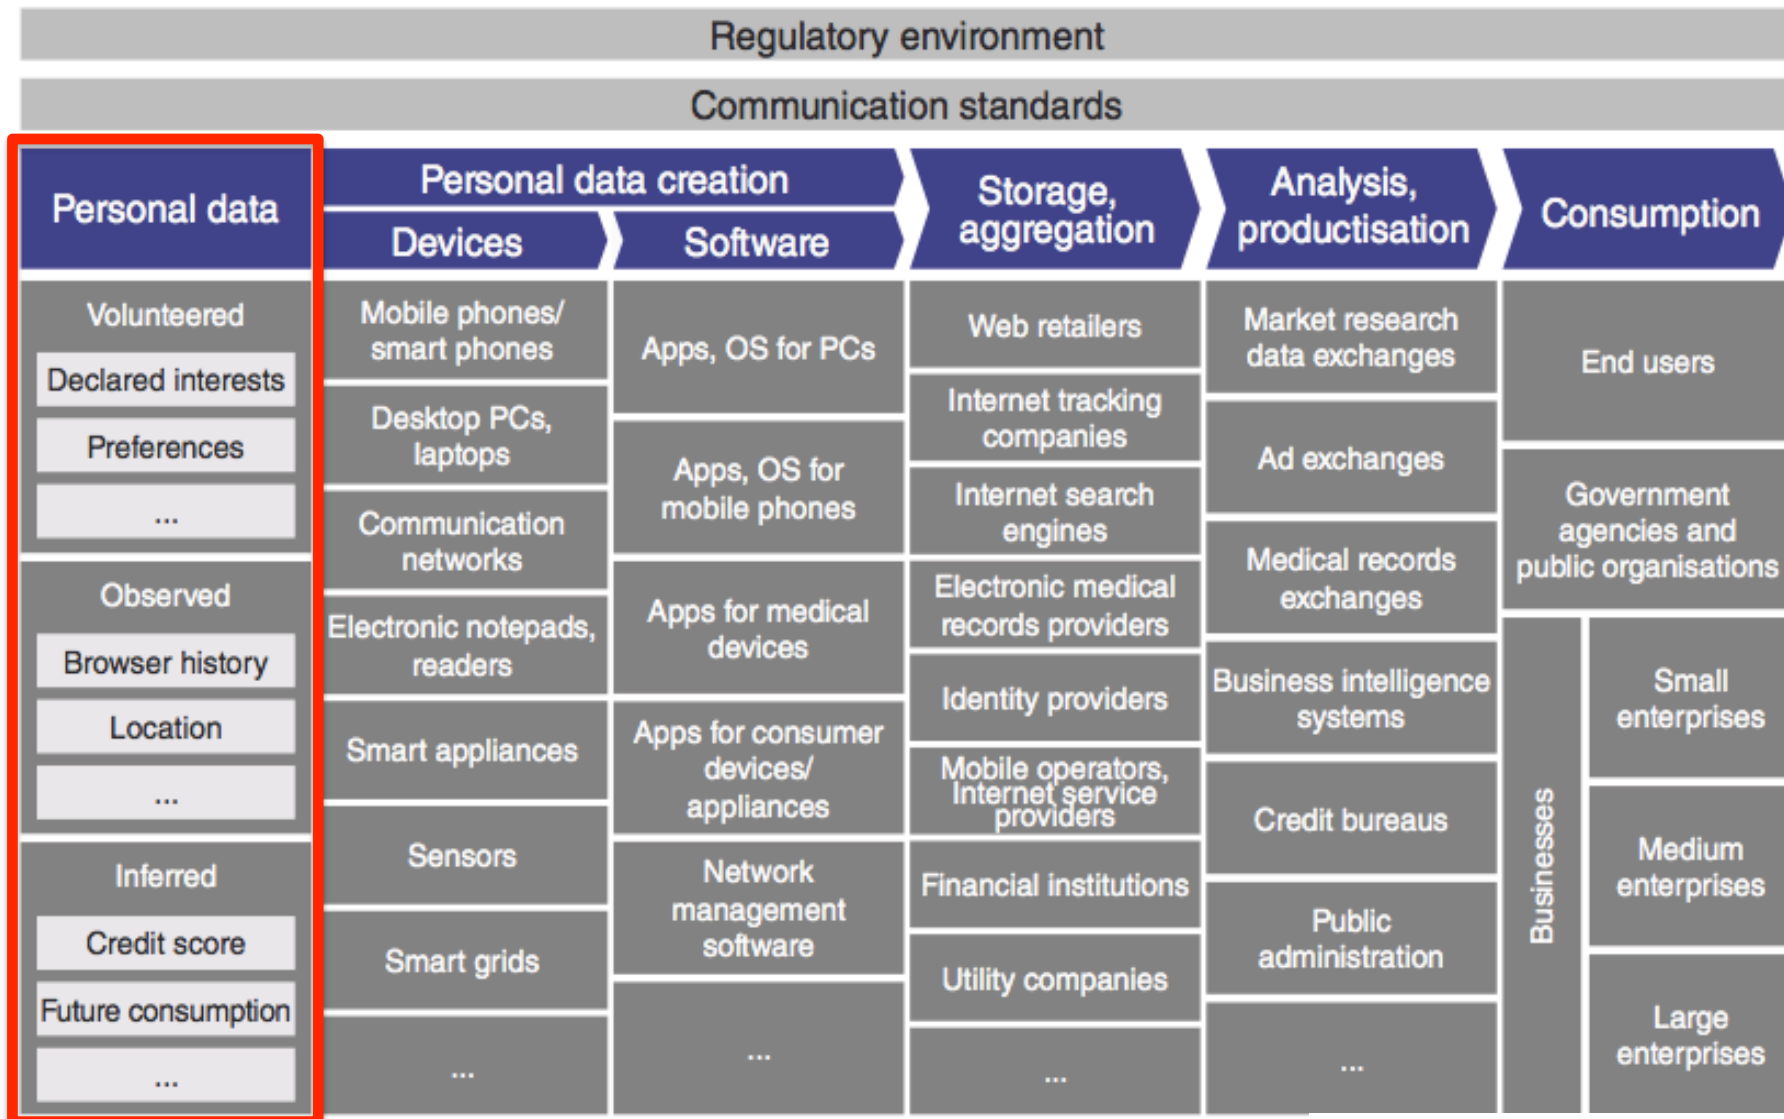 Regulatory environment
Communication standards
Personal data
Volunteered
Declared interests
Preferences
...
Observed
Browser history
Location
...
Inferred
Credit score
Future consumption
...
Personal data creation
Devices
Mobile phones/
smart phones
Desktop PCs,
laptops
Communication
networks
Electronic notepads,
readers
Smart appliances
Sensors
Smart grids
...
Software
Apps, OS for PCs
Apps, OS for
mobile phones
Apps for medical
devices
Apps for consumer
devices/
appliances
Network
management
software
...
Storage,
aggregation
Web retailers
Internet tracking
companies
Internet search
engines
Electronic medical
records providers
Identity providers
Mobile operators,
Internet service
providers
Financial institutions
Utility companies
...
Analysis,
productisation
Market research
data exchanges
Ad exchanges
Medical records
exchanges
Business intelligence
systems
Credit bureaus
Public
administration
...
Consumption
End users
Government
agencies and
public organisations
Businesses
Small
enterprises
Medium
enterprises
Large
enterprises